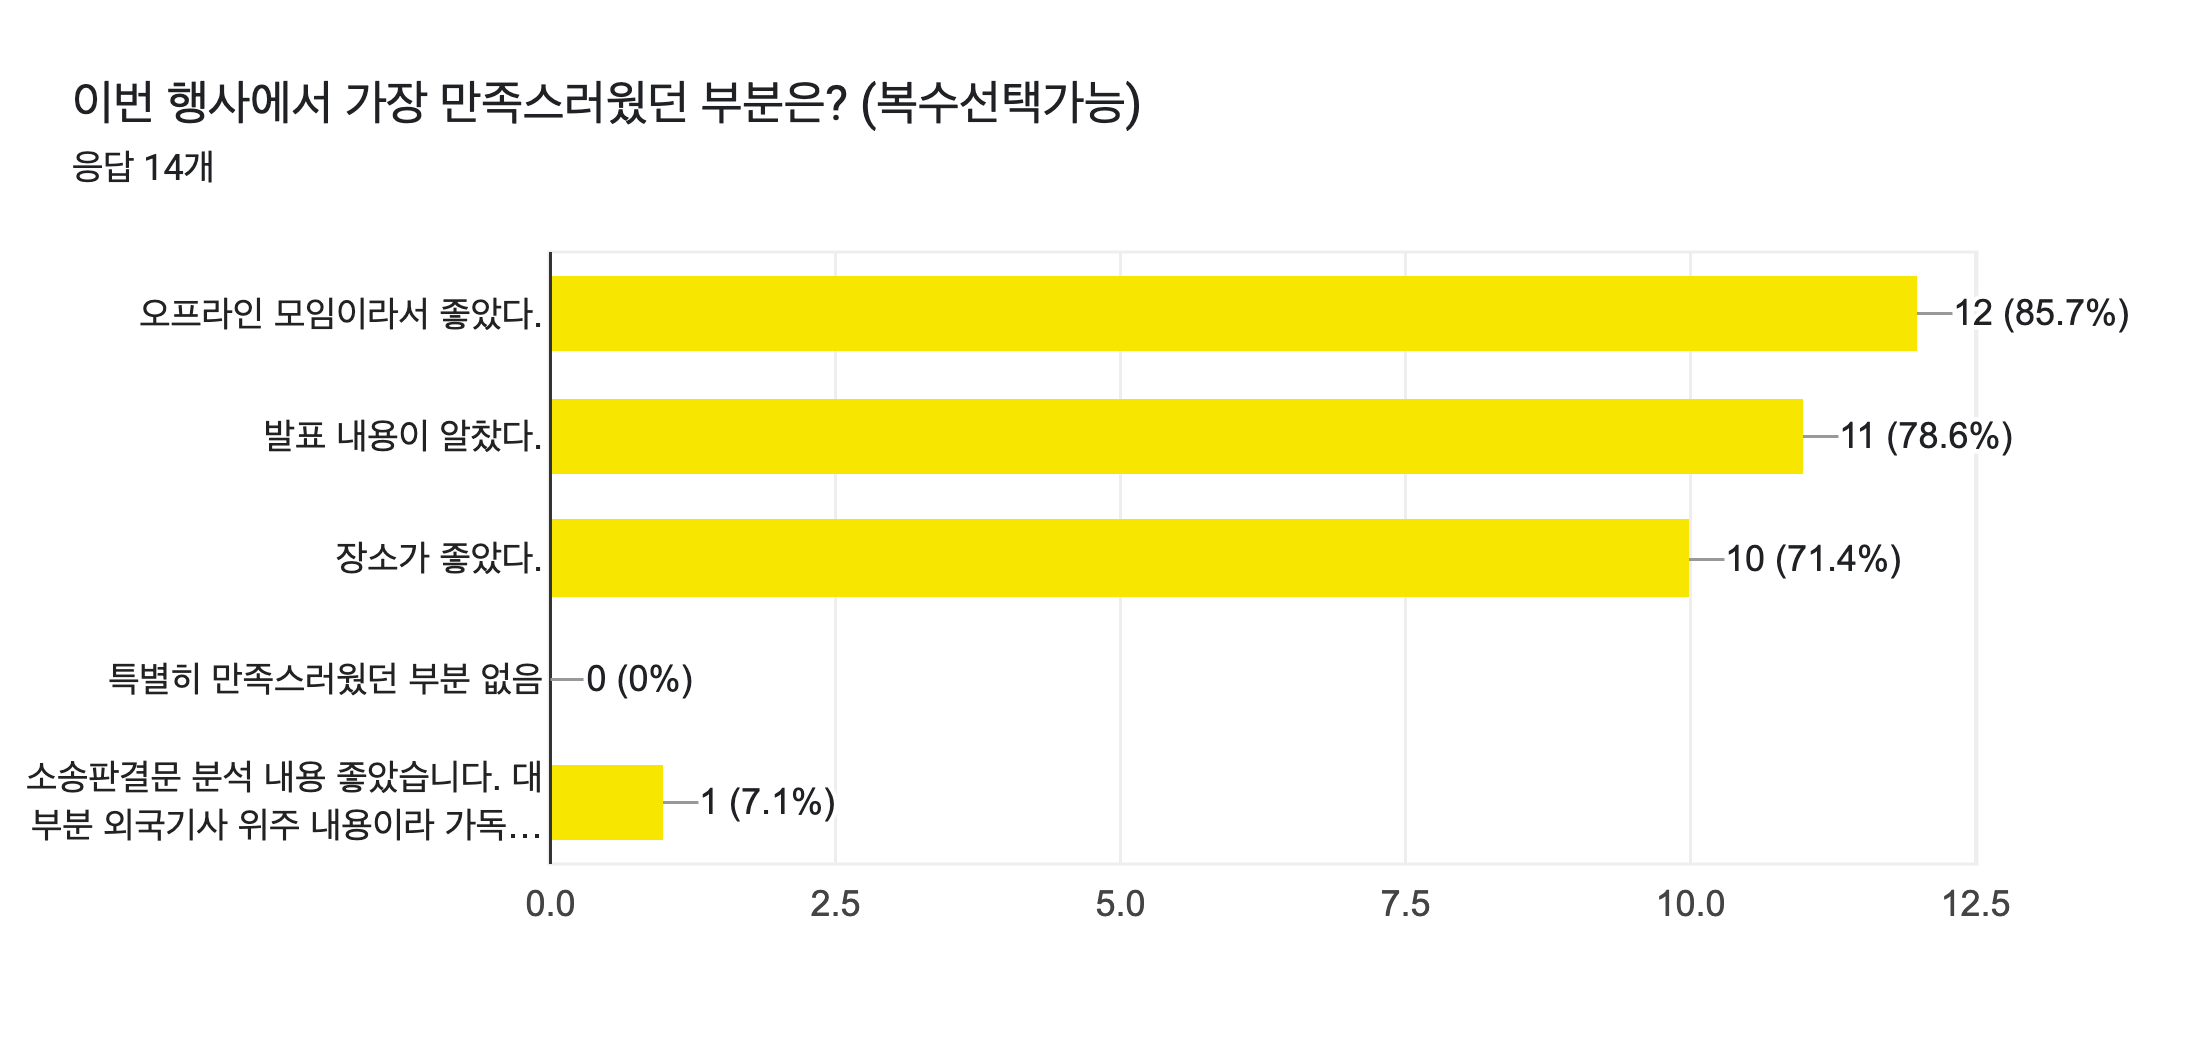 이번 행사에서 가장 만족스러웠던 부분은? (복수선택가능)
응답 14개
오프라인 모임이라서 좋았다.
12 (85.7%)
발표 내용이 알찼다.
11 (78.6%)
장소가 좋았다.
10 (71.4%)
특별히 만족스러웠던 부분 없음
0 (0%)
소송판결문 분석 내용 좋았습니다. 대
부분 외국기사 위주 내용이라 가독…
1 (7.1%)
0.0 2.5 5.0 7.5 10.0 12.5